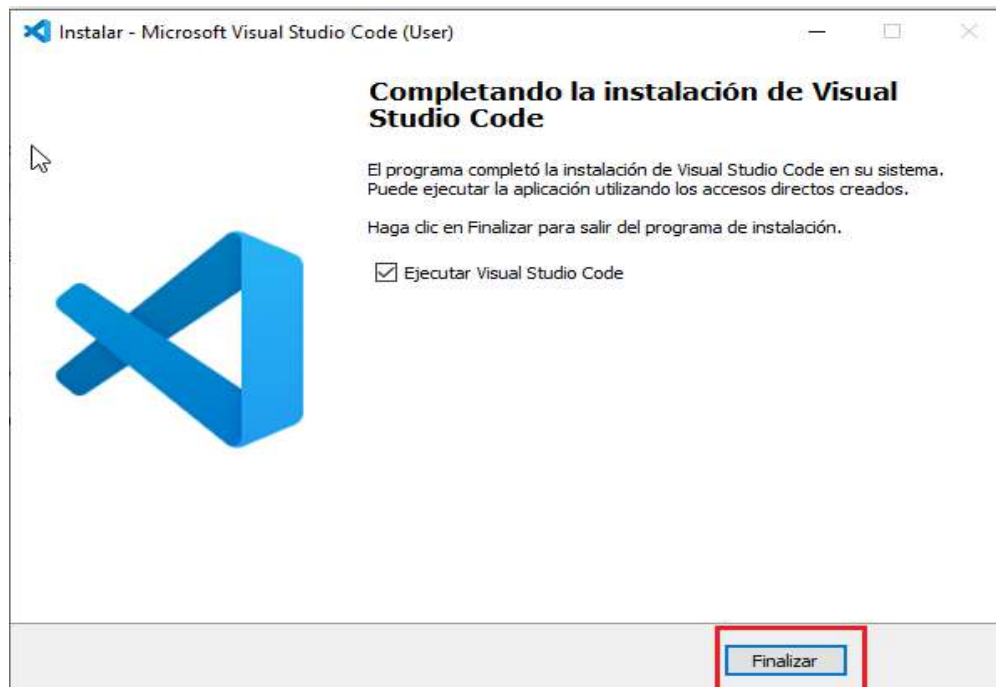 Instalar - Microsoft Visual Studio Code (User)
Completando la instalación de Visual
Studio Code
El programa completó la instalación de Visual Studio Code en su sistema.
Puede ejecutar la aplicación utilizando los accesos directos creados.
Haga clic en Finalizar para salir del programa de instalación.
Ejecutar Visual Studio Code
Finalizar